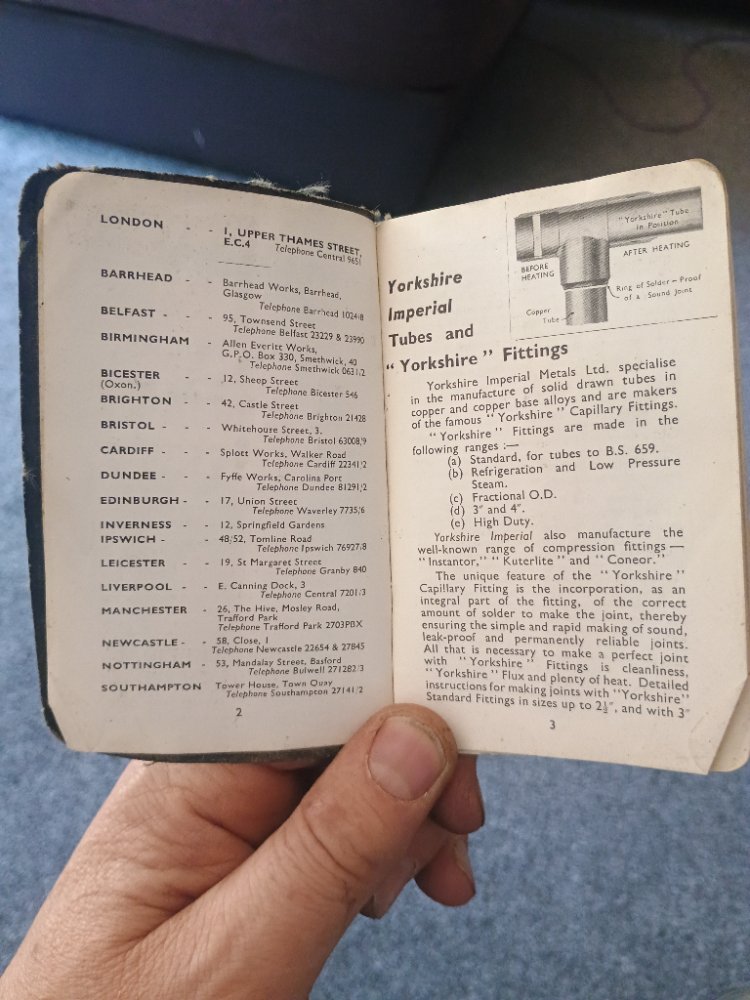 LONDON - - 1, UPPER THAMES STREET,
E.C.4 Telephone Central 9651
BARRHEAD - - Barrhead Works, Barrhead,
Glasgow
Telephone Barrhead 1024/8
BELFAST - - 95, Townsend Street
Telephone Belfast 23229 & 23990
BIRMINGHAM - Allen Everitt Works,
G.P.O. Box 330, Smethwick, 40
Telephone Smethwick 0631/2
BICESTER - - 12, Sheep Street
(Oxon.) Telephone Bicester 546
BRIGHTON - - 42, Castle Street
Telephone Brighton 21428
BRISTOL - - Whitehouse Street, 3.
Telephone Bristol 63008/9
CARDIFF - - Splott Works, Walker Road
Telephone Cardiff 22341/2
DUNDEE - - Fyffe Works, Carolina Port
Telephone Dundee 81291/2
EDINBURGH - - 17, Union Street
Telephone Waverley 7735/6
INVERNESS - - 12, Springfield Gardens
IPSWICH - - 48/52, Tomline Road
Telephone Ipswich 76927/8
LEICESTER - - 19, St Margaret Street
Telephone Granby 840
LIVERPOOL - - E. Canning Dock, 3
Telephone Central 7201/3
MANCHESTER - 26, The Hive, Mosley Road,
Trafford Park
Telephone Trafford Park 2703PBX
NEWCASTLE - - 58, Close, 1
Telephone Newcastle 22654 & 27845
NOTTINGHAM - 53, Mandalay Street, Basford
Telephone Bulwell 271282/3
SOUTHAMPTON Tower House, Town Quay
Telephone Southampton 27141/2
2
"Yorkshire" Tube
in Position
BEFORE
HEATING
AFTER HEATING
Ring of Solder – Proof
of a Sound Joint
Copper
Tube
Yorkshire
Imperial
Tubes and
"Yorkshire" Fittings
Yorkshire Imperial Metals Ltd. specialise
in the manufacture of solid drawn tubes in
copper and copper base alloys and are makers
of the famous "Yorkshire" Capillary Fittings.
"Yorkshire" Fittings are made in the
following ranges :—
(a) Standard, for tubes to B.S. 659.
(b) Refrigeration and Low Pressure
Steam.
(c) Fractional O.D.
(d) 3" and 4".
(e) High Duty.
Yorkshire Imperial also manufacture the
well-known range of compression fittings—
"Instantor," "Kuterlite" and "Conear."
The unique feature of the "Yorkshire"
Capillary Fitting is the incorporation, as an
integral part of the fitting, of the correct
amount of solder to make the joint, thereby
ensuring the simple and rapid making of sound,
leak-proof and permanently reliable joints.
All that is necessary to make a perfect joint
with "Yorkshire" Fittings is cleanliness,
"Yorkshire" Flux and plenty of heat. Detailed
instructions for making joints with "Yorkshire"
Standard Fittings in sizes up to 2½", and with 3"
3